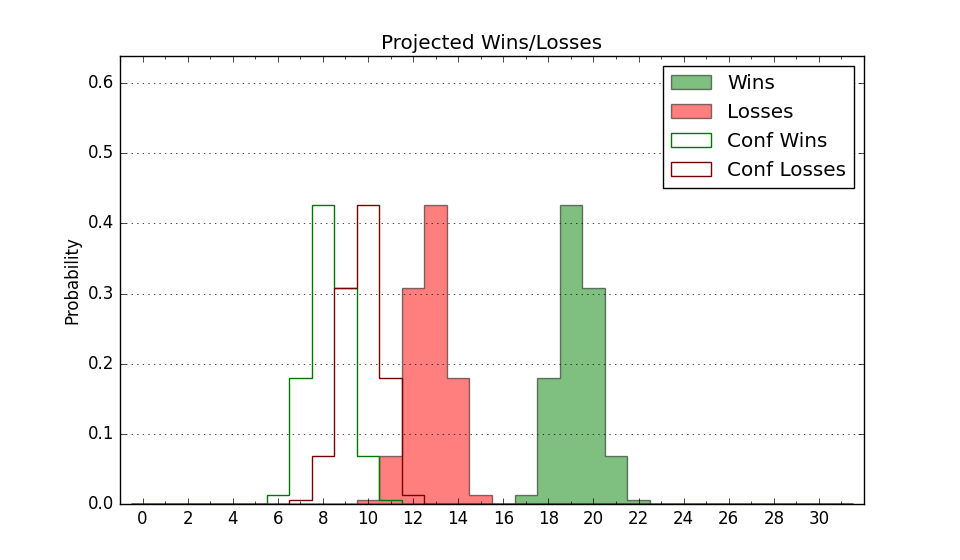 Projected Wins/Losses
Wins
Losses
Conf Wins
Conf Losses
Probability
0.6
0.5
0.4
0.3
0.2
0.1
0.0
0 2 4 6 8 10 12 14 16 18 20 22 24 26 28 30